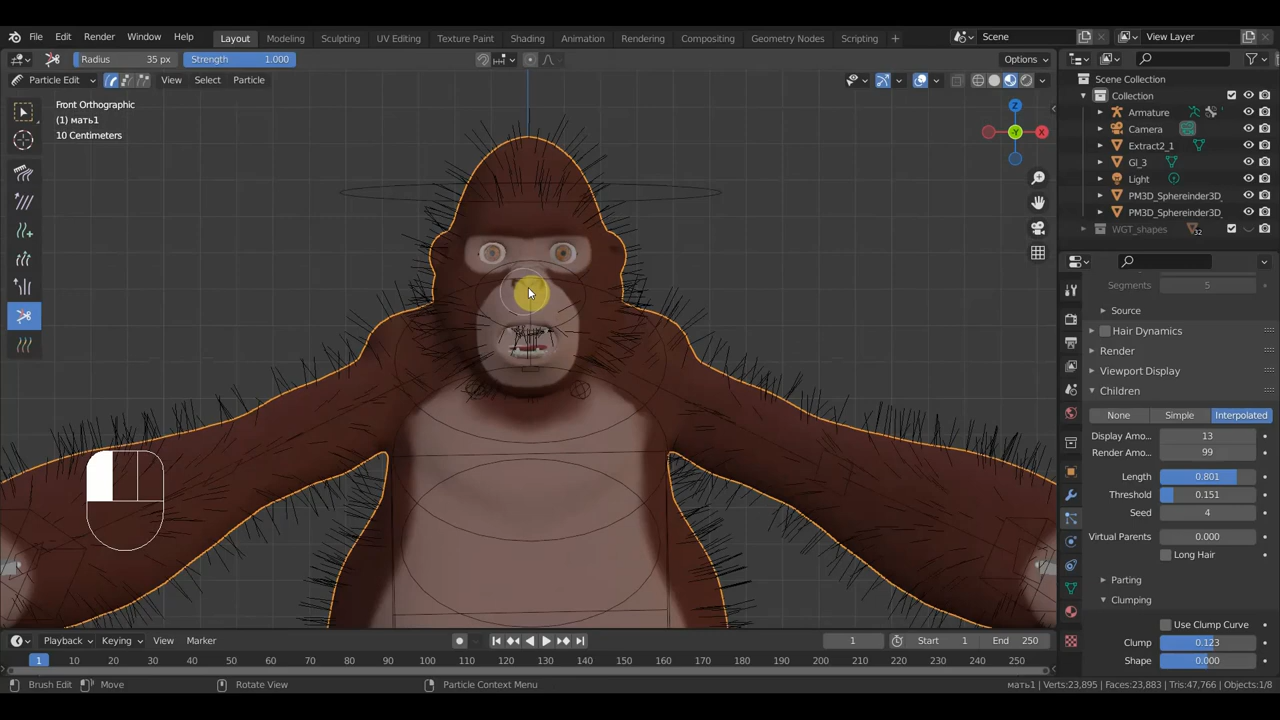 File Edit Render Window Help Layout Modeling Sculpting UV Editing Texture Paint Shading Animation Rendering Compositing Geometry Nodes Scripting + Scene View Layer
Radius 35 px Strength 1.000 Options
Particle Edit View Select Particle
Front Orthographic
(1) мать1
10 Centimeters
Z
X
-Y
Scene Collection
Collection
Armature
Camera
Extract2_1
GI_3
Light
PM3D_Sphereinder3D_
PM3D_Sphereinder3D_
WGT_shapes 32
Segments 5
Source
Hair Dynamics
Render
Viewport Display
Children
None Simple Interpolated
Display Amo... 13
Render Amo... 99
Length 0.801
Threshold 0.151
Seed 4
Virtual Parents 0.000
Long Hair
Parting
Clumping
Use Clump Curve
Clump 0.123
Shape 0.000
Playback Keying View Marker 1 Start 1 End 250
1 10 20 30 40 50 60 70 80 90 100 110 120 130 140 150 160 170 180 190 200 210 220 230 240 250
Brush Edit Move Rotate View Particle Context Menu мать1 | Verts:23,895 | Faces:23,883 | Tris:47,766 | Objects:1/8